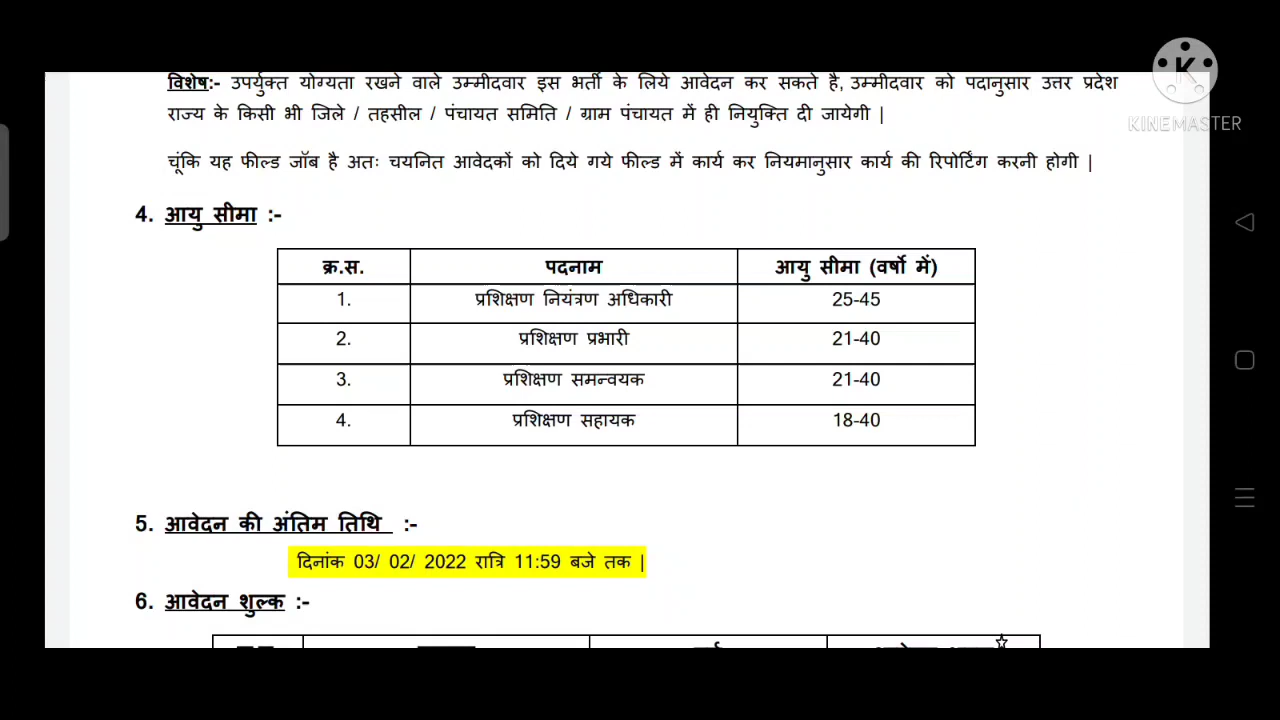 विशेष:- उपर्युक्त योग्यता रखने वाले उम्मीदवार इस भर्ती के लिये आवेदन कर सकते है, उम्मीदवार को पदानुसार उत्तर प्रदेश
राज्य के किसी भी जिले / तहसील / पंचायत समिति / ग्राम पंचायत में ही नियुक्ति दी जायेगी |
चूंकि यह फील्ड जॉब है अतः चयनित आवेदकों को दिये गये फील्ड में कार्य कर नियमानुसार कार्य की रिपोर्टिंग करनी होगी |
4. आयु सीमा :-
क्र.स. पदनाम आयु सीमा (वर्षो में)
1. प्रशिक्षण नियंत्रण अधिकारी 25-45
2. प्रशिक्षण प्रभारी 21-40
3. प्रशिक्षण समन्वयक 21-40
4. प्रशिक्षण सहायक 18-40
5. आवेदन की अंतिम तिथि :-
दिनांक 03/ 02/ 2022 रात्रि 11:59 बजे तक |
6. आवेदन शुल्क :-
K
KINEMASTER